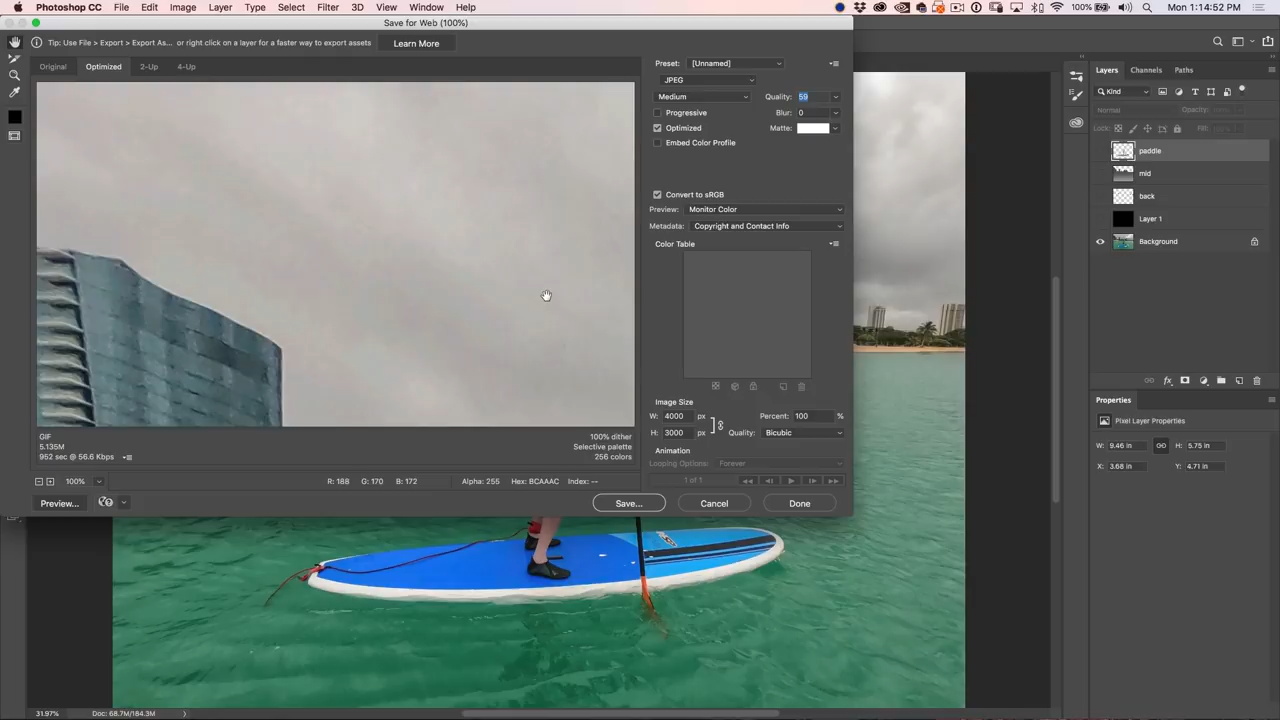 Photoshop CC File Edit Image Layer Type Select Filter 3D View Window Help 100% Mon 1:14:52 PM
Save for Web (100%)
Tip: Use File > Export > Export As... or right click on a layer for a faster way to export assets Learn More
Original Optimized 2-Up 4-Up
Preset: [Unnamed]
JPEG
Medium Quality: 59
Progressive Blur: 0
Optimized Matte:
Embed Color Profile
Convert to sRGB
Preview: Monitor Color
Metadata: Copyright and Contact Info
Color Table
Image Size
W: 4000 px Percent: 100 %
H: 3000 px Quality: Bicubic
Animation
Looping Options: Forever
1 of 1
GIF 100% dither
5.135M Selective palette
952 sec @ 56.6 Kbps 256 colors
100% R: 188 G: 170 B: 172 Alpha: 255 Hex: BCAAAC Index: --
Preview... Save... Cancel Done
Layers Channels Paths
Kind
Normal Opacity:
Lock: Fill:
paddle
mid
back
Layer 1
Background
Properties
Pixel Layer Properties
W: 9.46 in H: 5.75 in
X: 3.68 in Y: 4.71 in
31.97% Doc: 68.7M/184.3M